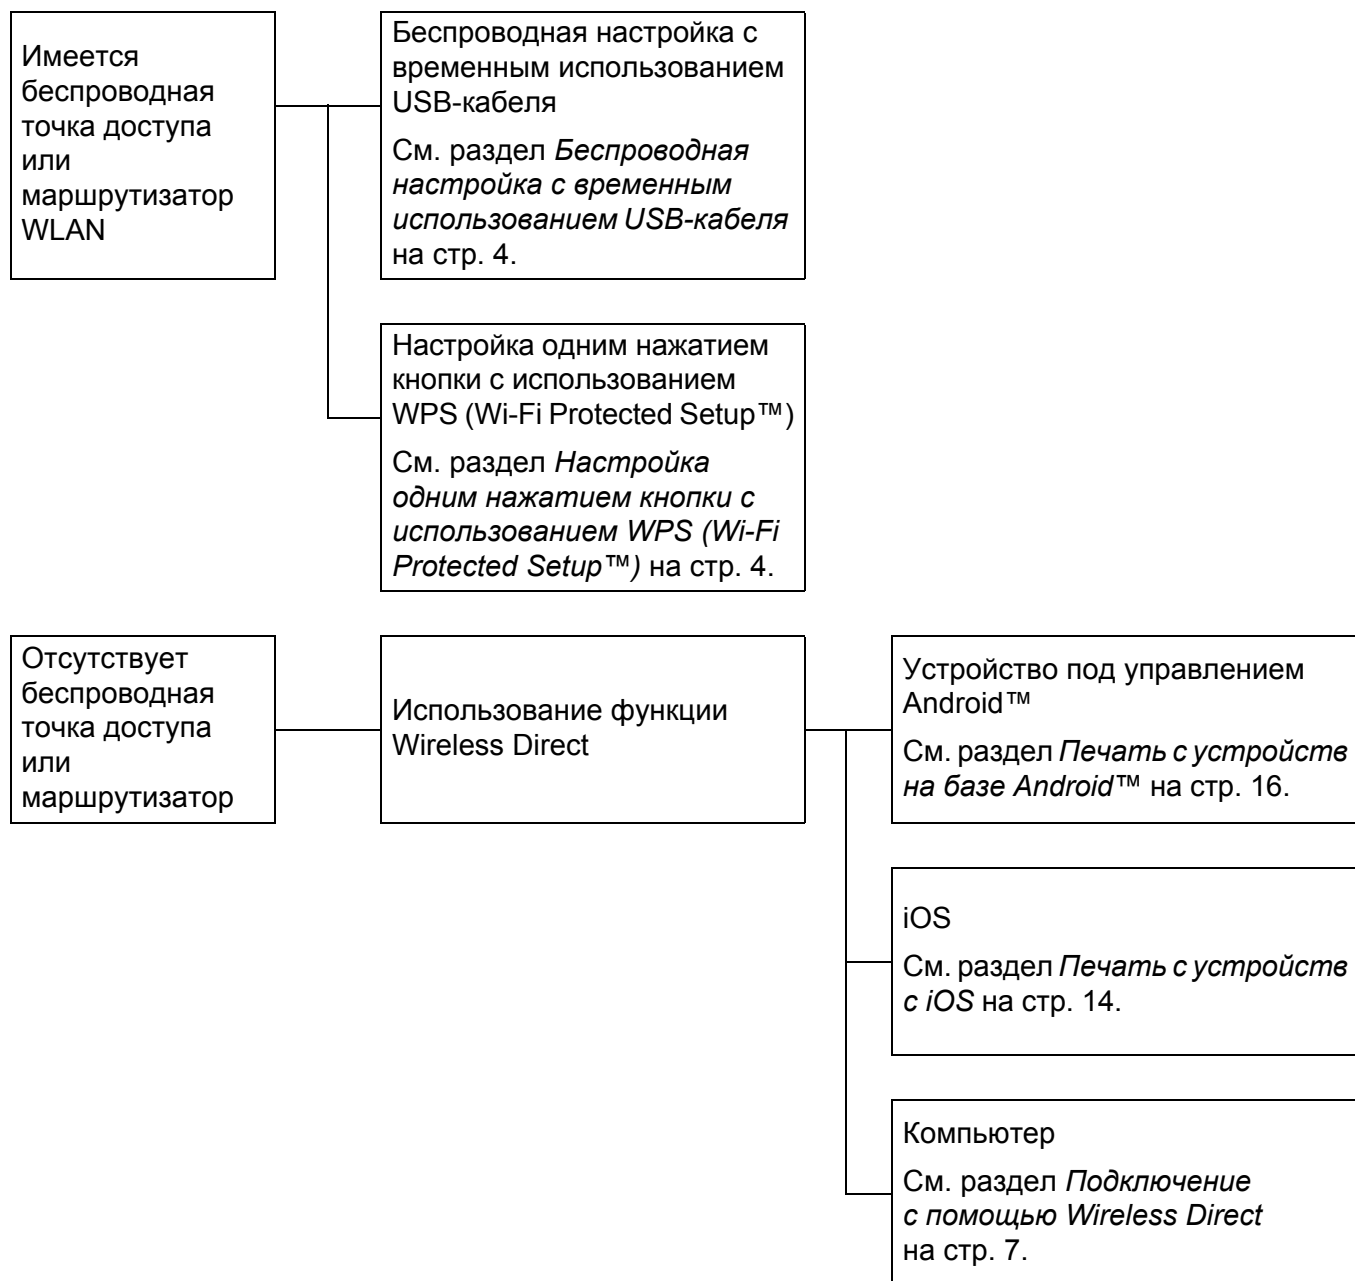 Имеется
беспроводная
точка доступа
или
маршрутизатор
WLAN
Беспроводная настройка с
временным использованием
USB-кабеля
См. раздел Беспроводная
настройка с временным
использованием USB-кабеля
на стр. 4.
Настройка одним нажатием
кнопки с использованием
WPS (Wi-Fi Protected Setup™)
См. раздел Настройка
одним нажатием кнопки с
использованием WPS (Wi-Fi
Protected Setup™) на стр. 4.
Отсутствует
беспроводная
точка доступа
или
маршрутизатор
Использование функции
Wireless Direct
Устройство под управлением
Android™
См. раздел Печать с устройств
на базе Android™ на стр. 16.
iOS
См. раздел Печать с устройств
с iOS на стр. 14.
Компьютер
См. раздел Подключение
с помощью Wireless Direct
на стр. 7.